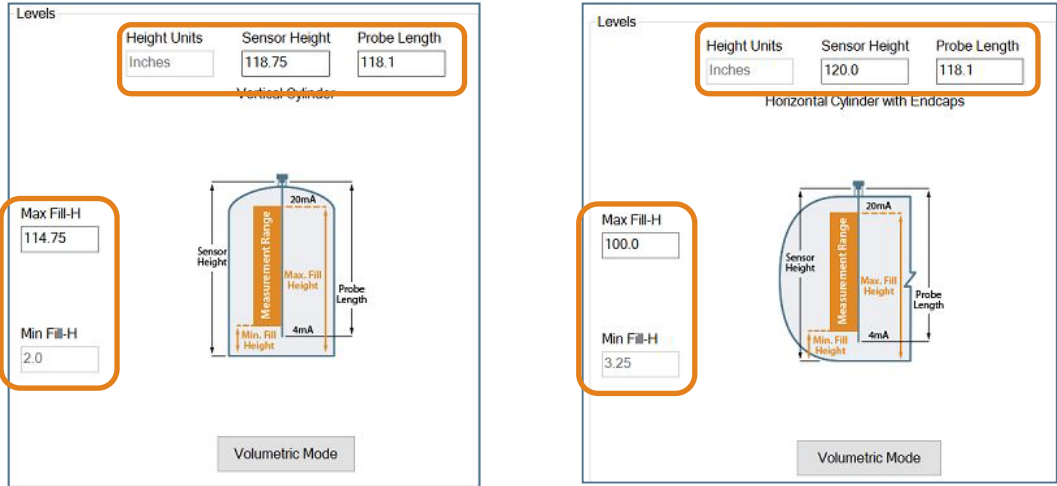 Levels
Height Units Sensor Height Probe Length
Inches 118.75 118.1
Vertical Cylinder
20mA
Max Fill-H
114.75
Sensor
Height
Measurement Range
Max. Fill
Height
Probe
Length
Min Fill-H
2.0
4mA
Min. Fill
Height
Volumetric Mode
Levels
Height Units Sensor Height Probe Length
Inches 120.0 118.1
Horizontal Cylinder with Endcaps
20mA
Max Fill-H
100.0
Sensor
Height
Measurement Range
Max. Fill
Height
Probe
Length
Min Fill-H
3.25
4mA
Min. Fill
Height
Volumetric Mode